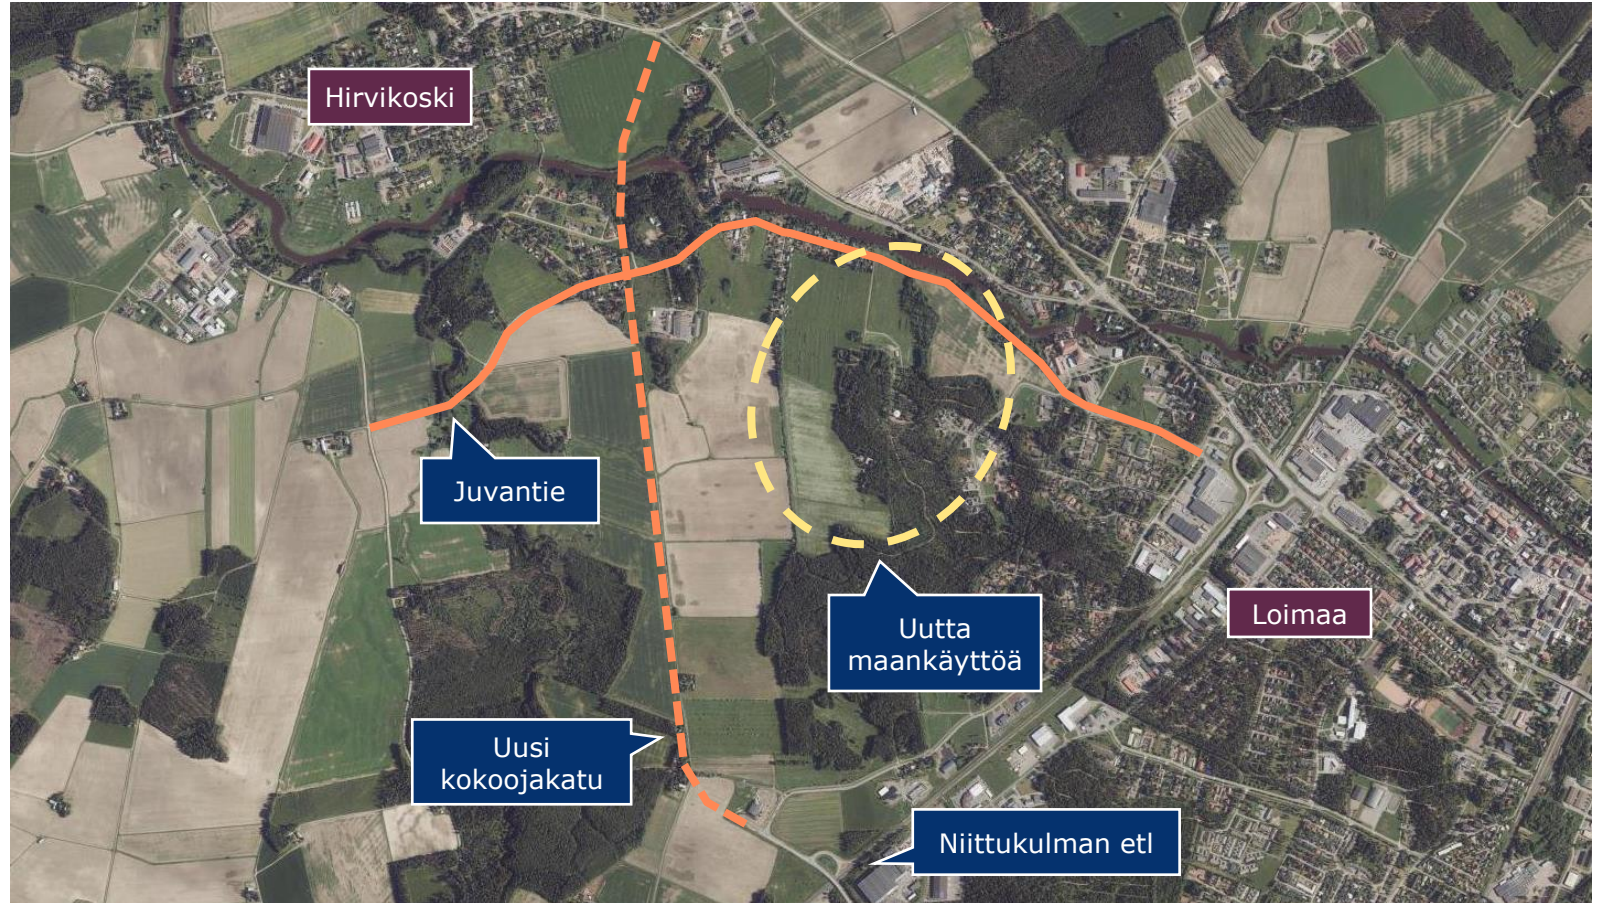 Hirvikoski
Juvantie
Uutta
maankäyttöä
Loimaa
Uusi
kokoojakatu
Niittukulman etl